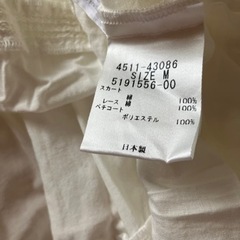 4511-43086
SIZE M
5191556-00
スカート 綿 100%
レース 綿 100%
ペチコート
ポリエステル 100%
日本製